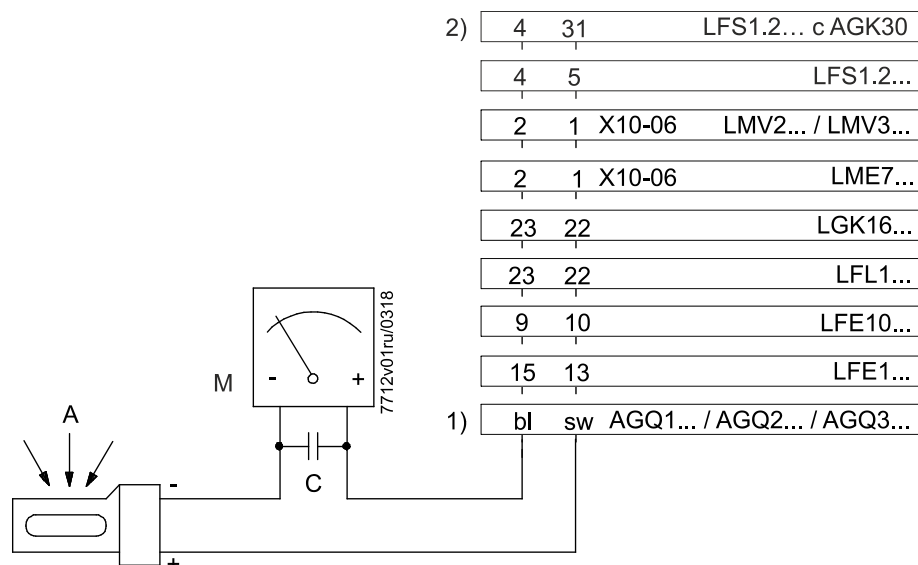 2) 4 31 LFS1.2... с AGK30
4 5 LFS1.2...
2 1 X10-06 LMV2... / LMV3...
2 1 X10-06 LME7...
23 22 LGK16...
23 22 LFL1...
9 10 LFE10...
15 13 LFE1...
1) bl sw AGQ1... / AGQ2... / AGQ3...
7712v01ru/0318
M - +
A
C
-
+